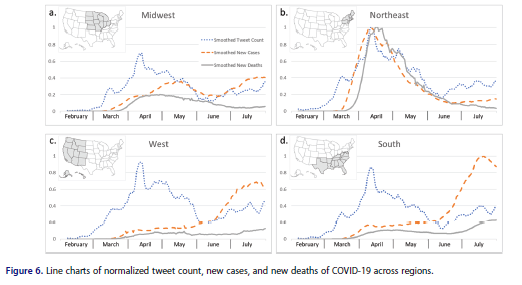 a.
Midwest
1
0.8
0.6
0.4
0.2
0
Smoothed Tweet Count
Smoothed New Cases
Smoothed New Deaths
February March April May June July
b.
Northeast
1
0.8
0.6
0.4
0.2
0
February March April May June July
c.
West
1
0.8
0.6
0.4
0.2
0
February March April May June July
d.
South
1
0.8
0.6
0.4
0.2
0
February March April May June July
Figure 6. Line charts of normalized tweet count, new cases, and new deaths of COVID-19 across regions.